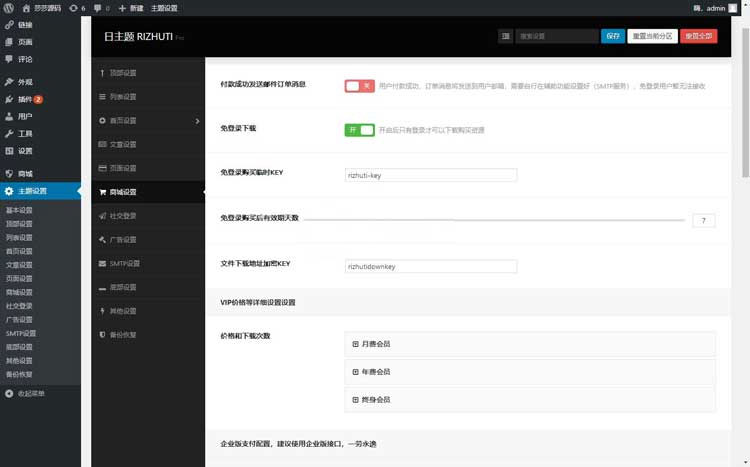 莎莎源码 6 0 新建 主题设置 嗨, admin
链接
页面
评论
外观
插件 2
用户
工具
设置
商城
主题设置
基本设置
顶部设置
列表设置
首页设置
文章设置
页面设置
商城设置
社交登录
广告设置
SMTP设置
底部设置
其他设置
备份恢复
收起菜单
日主题 RIZHUTI Pro
搜索设置 保存 重置当前分区 重置全部
顶部设置
列表设置
首页设置
文章设置
页面设置
商城设置
社交登录
广告设置
SMTP设置
底部设置
其他设置
备份恢复
付款成功发送邮件订单消息 关 用户付款成功，订单消息将发送到用户邮箱，需要自行在辅助功能设置好（SMTP服务），免登录用户暂无法接收
免登录下载 开 开启后只有登录才可以下载购买资源
免登录购买临时KEY rizhuti-key
免登录购买后有效期天数 7
文件下载地址加密KEY rizhutidownkey
VIP价格等详细设置设置
价格和下载次数
月费会员
年费会员
终身会员
企业版支付配置，建议使用企业版接口，一劳永逸